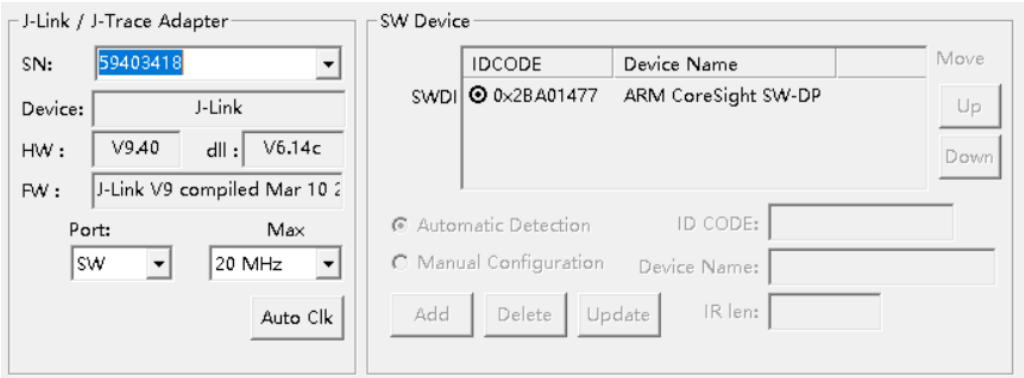 J-Link / J-Trace Adapter
SN: 59403418
Device: J-Link
HW : V9.40 dll : V6.14c
FW : J-Link V9 compiled Mar 10 2
Port: Max
SW 20 MHz
Auto Clk
SW Device
IDCODE Device Name Move
SWDI 0x2BA01477 ARM CoreSight SW-DP
Up
Down
Automatic Detection ID CODE:
Manual Configuration Device Name:
Add Delete Update IR len: